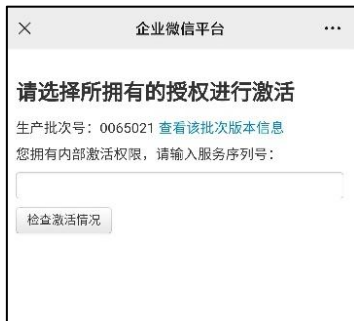 企业微信平台
请选择所拥有的授权进行激活
生产批次号：0065021 查看该批次版本信息
您拥有内部激活权限，请输入服务序列号：
检查激活情况